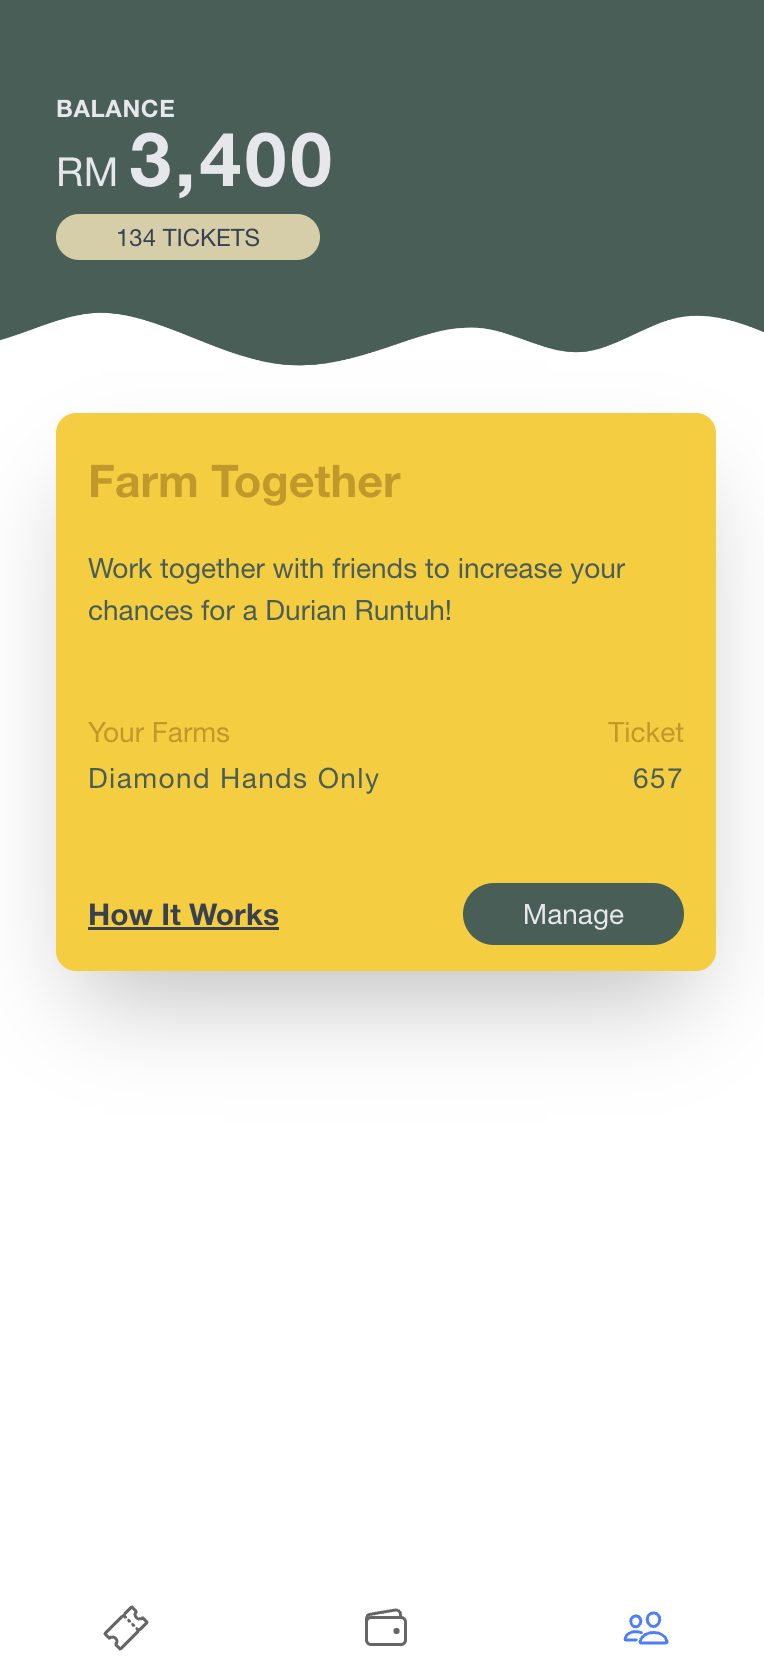 BALANCE
RM 3,400
134 TICKETS
Farm Together
Work together with friends to increase your
chances for a Durian Runtuh!
Your Farms Ticket
Diamond Hands Only 657
How It Works Manage